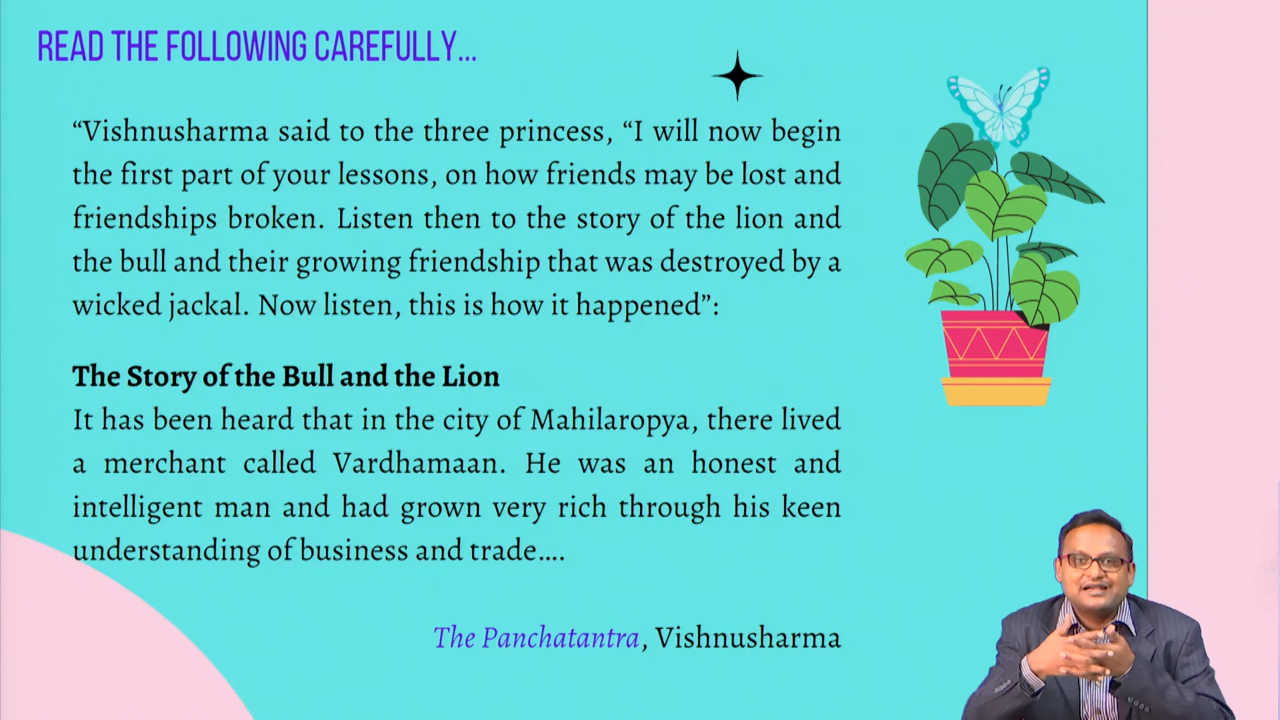 READ THE FOLLOWING CAREFULLY...
“Vishnusharma said to the three princess, “I will now begin
the first part of your lessons, on how friends may be lost and
friendships broken. Listen then to the story of the lion and
the bull and their growing friendship that was destroyed by a
wicked jackal. Now listen, this is how it happened”:
The Story of the Bull and the Lion
It has been heard that in the city of Mahilaropya, there lived
a merchant called Vardhamaan. He was an honest and
intelligent man and had grown very rich through his keen
understanding of business and trade....
The Panchatantra, Vishnusharma